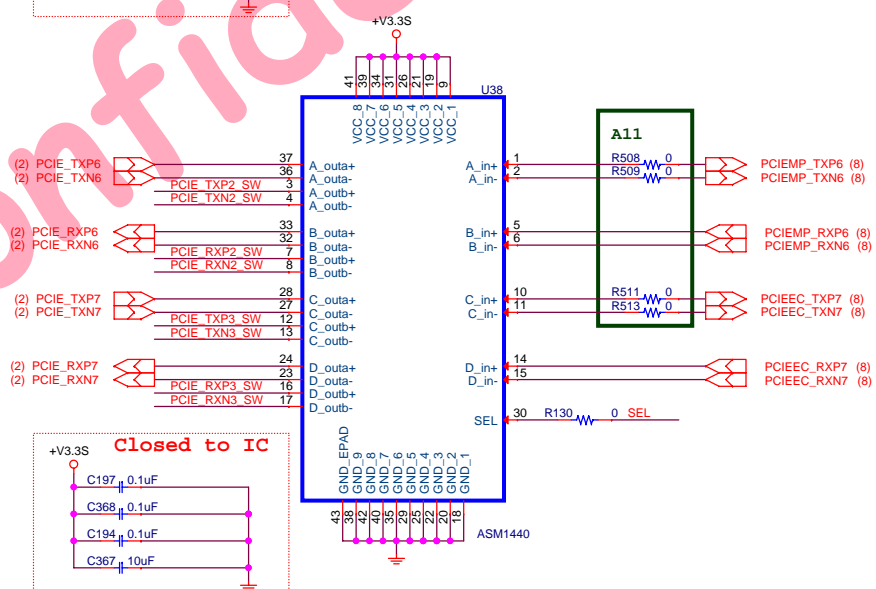 onfide
+V3.3S
41
39
34
31
26
21
19
9
U38
VCC_8
VCC_7
VCC_6
VCC_5
VCC_4
VCC_3
VCC_2
VCC_1
A11
(2) PCIE_TXP6 37 A_outa+ A_in+ 1 R508 0 PCIEMP_TXP6 (8)
(2) PCIE_TXN6 36 A_outa- A_in- 2 R509 0 PCIEMP_TXN6 (8)
PCIE_TXP2_SW 3 A_outb+
PCIE_TXN2_SW 4 A_outb-
(2) PCIE_RXP6 33 B_outa+ B_in+ 5 PCIEMP_RXP6 (8)
(2) PCIE_RXN6 32 B_outa- B_in- 6 PCIEMP_RXN6 (8)
PCIE_RXP2_SW 7 B_outb+
PCIE_RXN2_SW 8 B_outb-
(2) PCIE_TXP7 28 C_outa+ C_in+ 10 R511 0 PCIEEC_TXP7 (8)
(2) PCIE_TXN7 27 C_outa- C_in- 11 R513 0 PCIEEC_TXN7 (8)
PCIE_TXP3_SW 12 C_outb+
PCIE_TXN3_SW 13 C_outb-
(2) PCIE_RXP7 24 D_outa+ D_in+ 14 PCIEEC_RXP7 (8)
(2) PCIE_RXN7 23 D_outa- D_in- 15 PCIEEC_RXN7 (8)
PCIE_RXP3_SW 16 D_outb+
PCIE_RXN3_SW 17 D_outb-
SEL 30 R130 0 SEL
GND_EPAD
GND_9
GND_8
GND_7
GND_6
GND_5
GND_4
GND_3
GND_2
GND_1
43
38
42
40
35
29
25
22
20
18
ASM1440
Closed to IC
+V3.3S
C197 0.1uF
C368 0.1uF
C194 0.1uF
C367 10uF